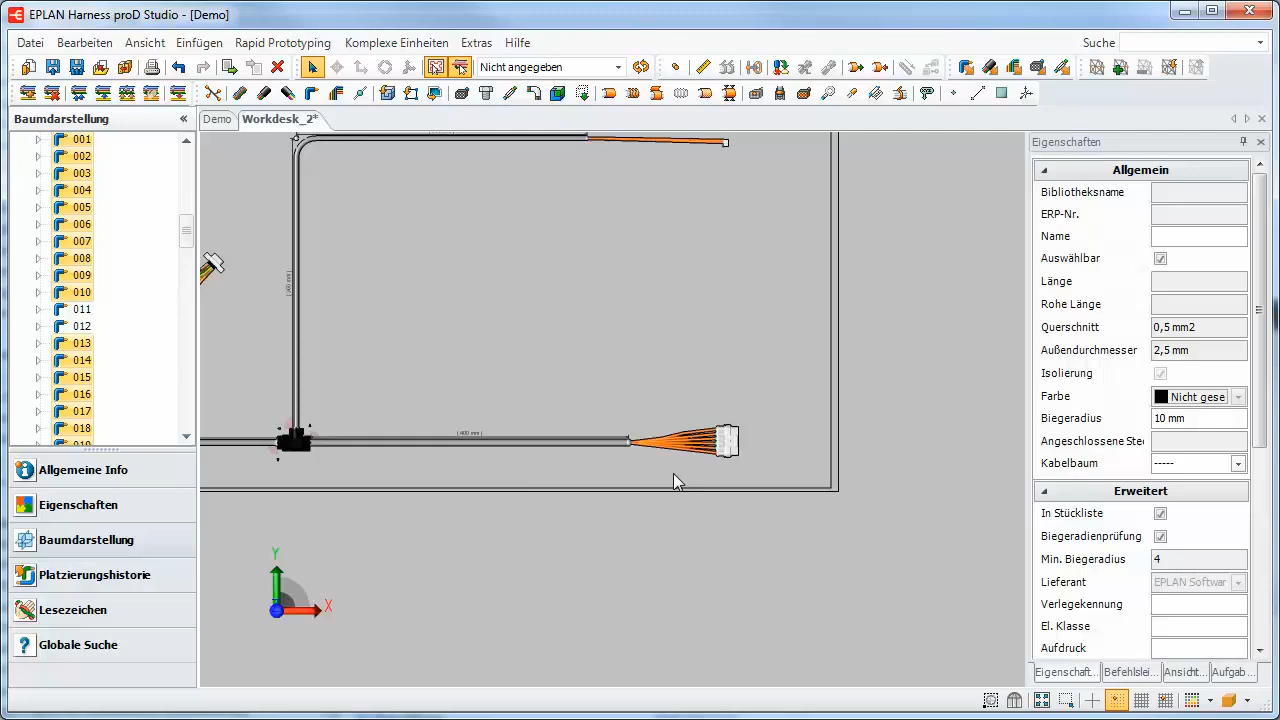 EPLAN Harness proD Studio - [Demo]
Datei Bearbeiten Ansicht Einfügen Rapid Prototyping Komplexe Einheiten Extras Hilfe Suche
Nicht angegeben
Baumdarstellung
Demo Workdesk_2*
001
002
003
004
005
006
007
008
009
010
011
012
013
014
015
016
017
018
Allgemeine Info
Eigenschaften
Baumdarstellung
Platzierungshistorie
Lesezeichen
Globale Suche
[ 400 mm ]
Y
X
Eigenschaften
Allgemein
Bibliotheksname
ERP-Nr.
Name
Auswählbar
Länge
Rohe Länge
Querschnitt 0,5 mm2
Außendurchmesser 2,5 mm
Isolierung
Farbe Nicht gese
Biegeradius 10 mm
Angeschlossene Ste
Kabelbaum -----
Erweitert
In Stückliste
Biegeradienprüfung
Min. Biegeradius 4
Lieferant EPLAN Softwar
Verlegekennung
El. Klasse
Aufdruck
Eigenschaft... Befehlslei... Ansicht... Aufgab...